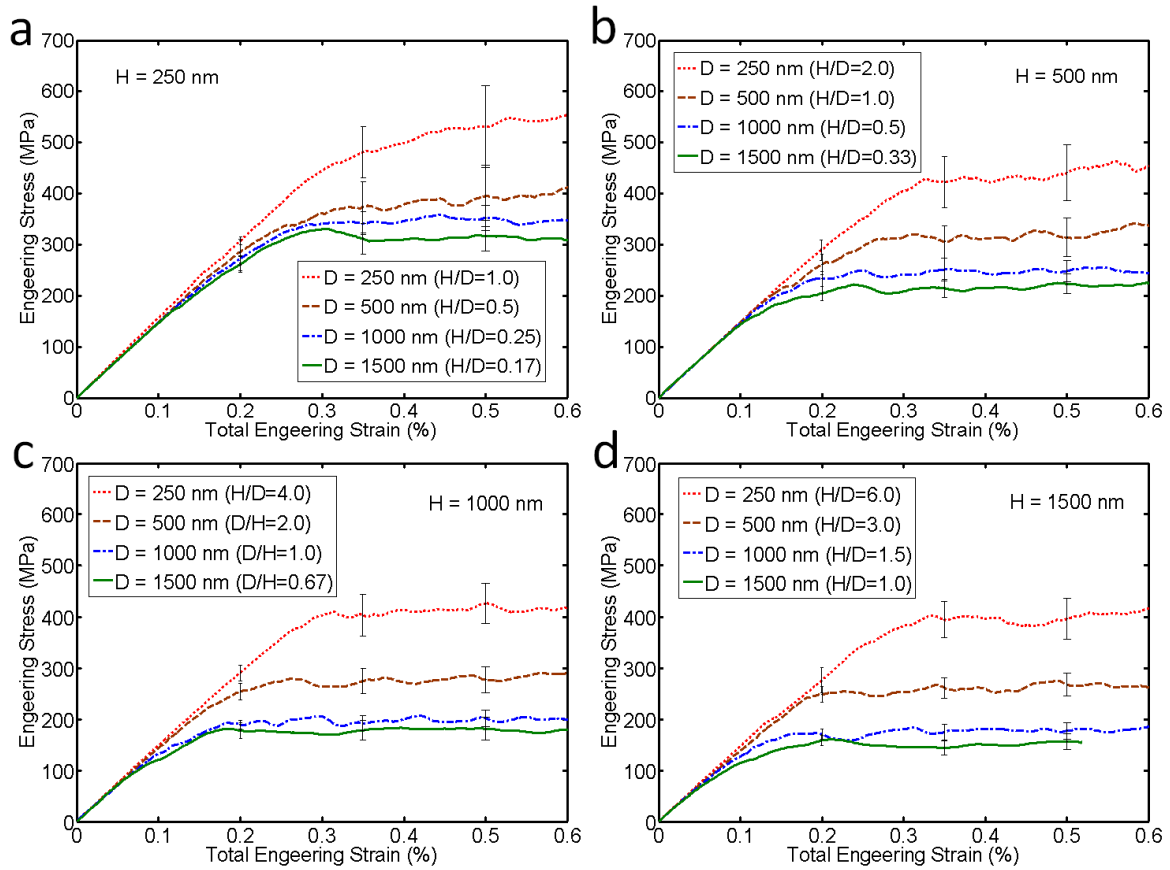 a
700
600
500
400
300
200
100
0
Engeering Stress (MPa)
H = 250 nm
D = 250 nm (H/D=1.0)
D = 500 nm (H/D=0.5)
D = 1000 nm (H/D=0.25)
D = 1500 nm (H/D=0.17)
0 0.1 0.2 0.3 0.4 0.5 0.6
Total Engeering Strain (%)
b
700
600
500
400
300
200
100
0
Engeering Stress (MPa)
D = 250 nm (H/D=2.0)
D = 500 nm (H/D=1.0)
D = 1000 nm (H/D=0.5)
D = 1500 nm (H/D=0.33)
H = 500 nm
0 0.1 0.2 0.3 0.4 0.5 0.6
Total Engeering Strain (%)
c
700
600
500
400
300
200
100
0
Engeering Stress (MPa)
D = 250 nm (H/D=4.0)
D = 500 nm (D/H=2.0)
D = 1000 nm (D/H=1.0)
D = 1500 nm (D/H=0.67)
H = 1000 nm
0 0.1 0.2 0.3 0.4 0.5 0.6
Total Engeering Strain (%)
d
700
600
500
400
300
200
100
0
Engeering Stress (MPa)
D = 250 nm (H/D=6.0)
D = 500 nm (H/D=3.0)
D = 1000 nm (H/D=1.5)
D = 1500 nm (H/D=1.0)
H = 1500 nm
0 0.1 0.2 0.3 0.4 0.5 0.6
Total Engeering Strain (%)